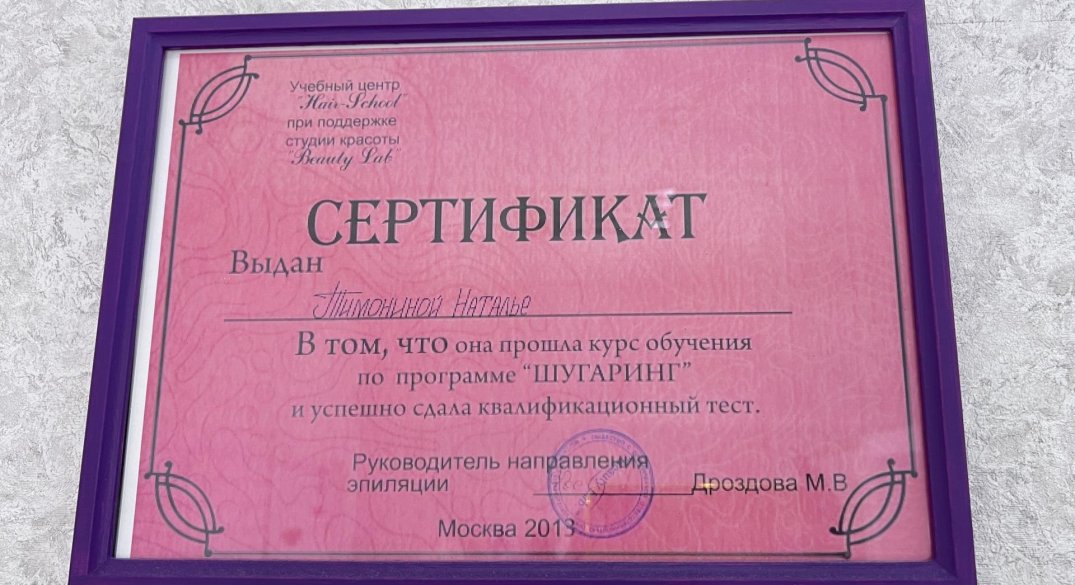 Учебный центр
"Hair-School"
при поддержке
студии красоты
"Beauty Lab"
СЕРТИФИКАТ
Выдан
Тимониной Наталье
В том, что она прошла курс обучения
по программе “ШУГАРИНГ”
и успешно сдала квалификационный тест.
Руководитель направления
эпиляции Дроздова М.В
Москва 2013